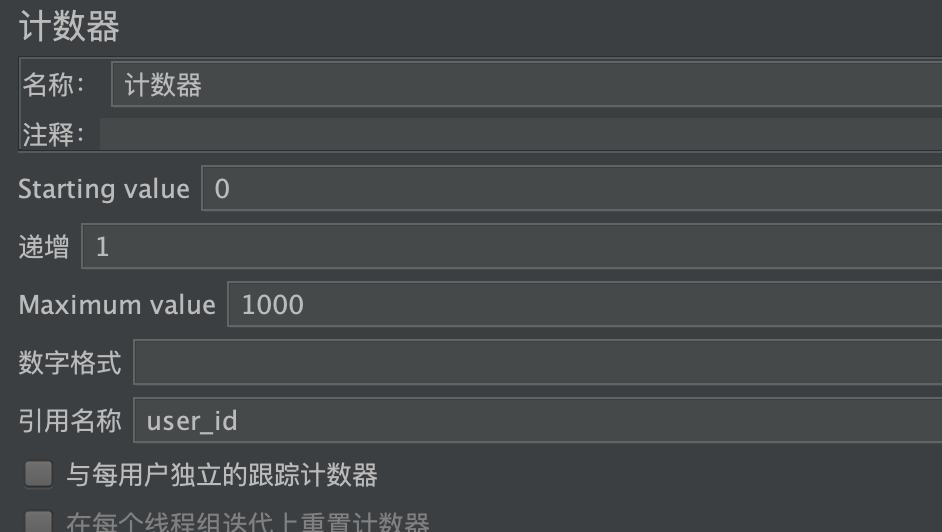 计数器
名称： 计数器
注释：
Starting value 0
递增 1
Maximum value 1000
数字格式
引用名称 user_id
与每用户独立的跟踪计数器
在每个线程组迭代上重置计数器